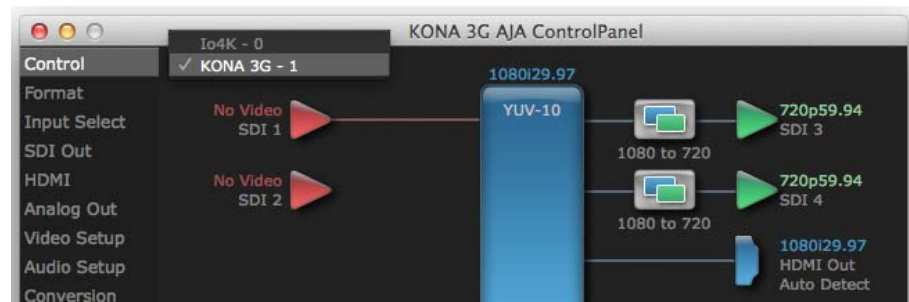 KONA 3G AJA ControlPanel
Io4K - 0
✓ KONA 3G - 1
Control
Format
Input Select
SDI Out
HDMI
Analog Out
Video Setup
Audio Setup
Conversion
No Video
SDI 1
No Video
SDI 2
1080i29.97
YUV-10
1080 to 720
720p59.94
SDI 3
1080 to 720
720p59.94
SDI 4
1080i29.97
HDMI Out
Auto Detect